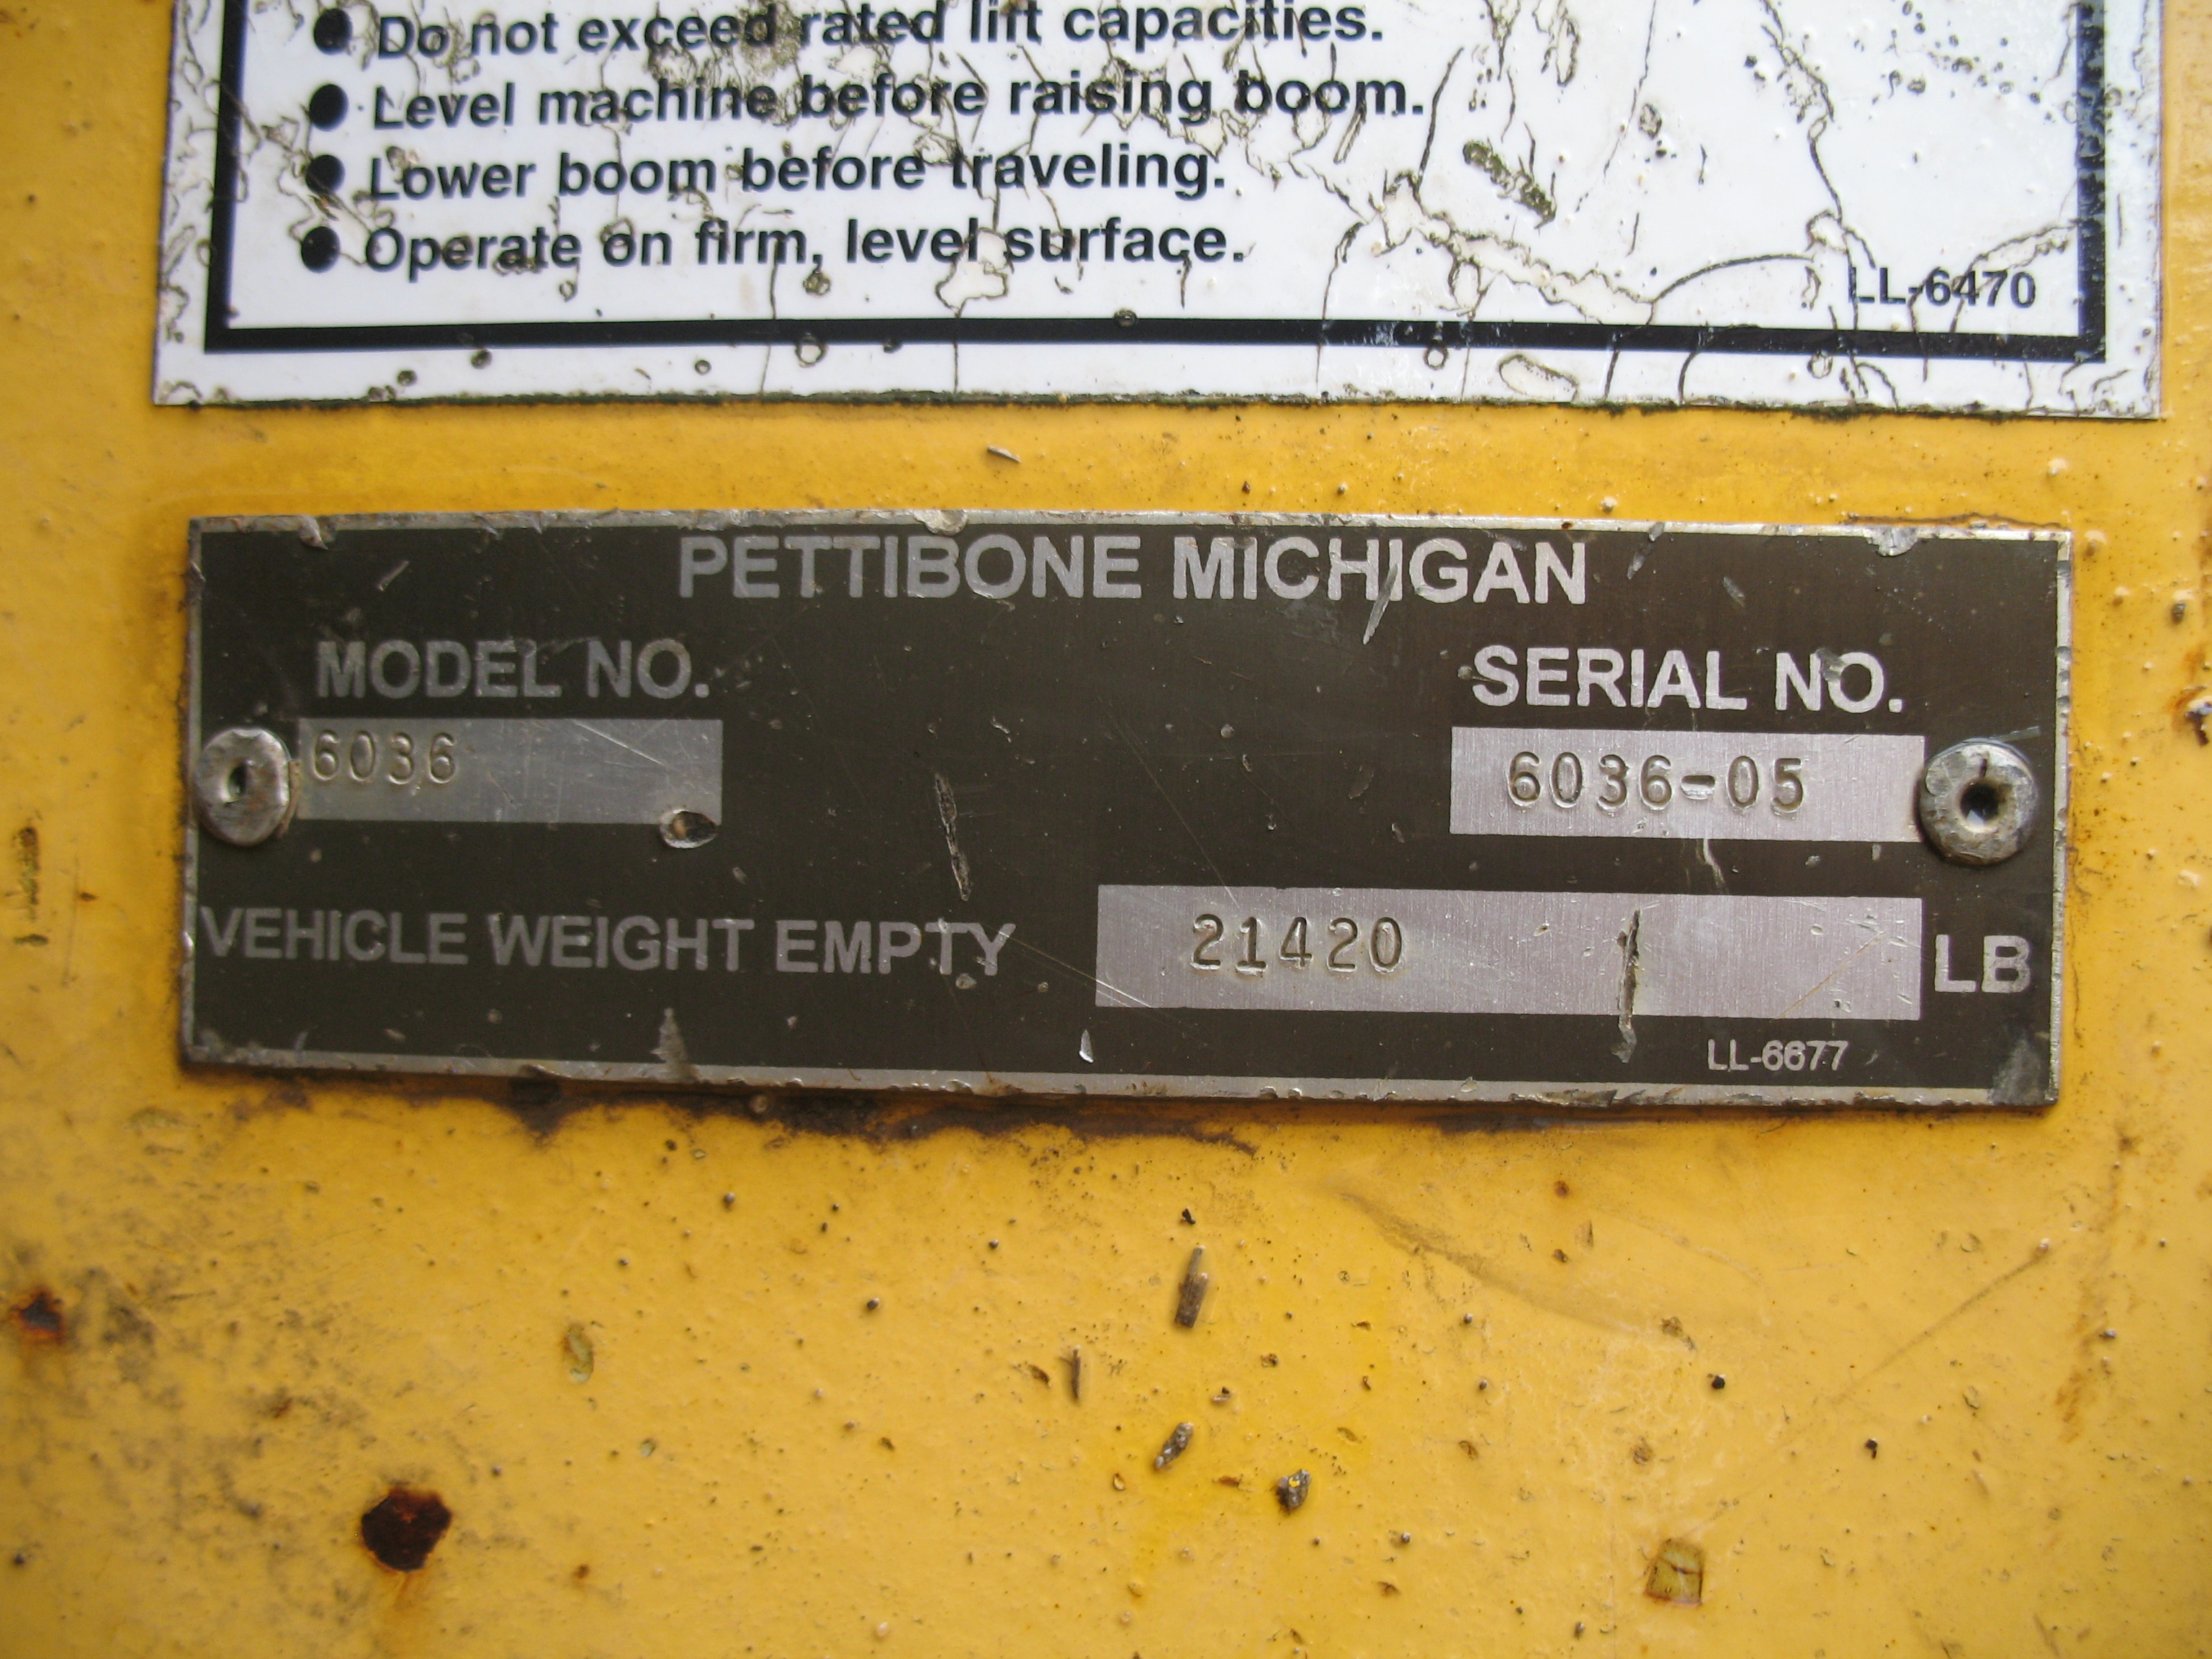 ● Do not exceed rated lift capacities.
● Level machine before raising boom.
● Lower boom before traveling.
● Operate on firm, level surface.
LL-6470
PETTIBONE MICHIGAN
MODEL NO. SERIAL NO.
6036 6036-05
VEHICLE WEIGHT EMPTY 21420 LB
LL-6677